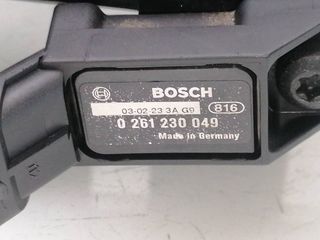 BOSCH
03-02-23 3A G9 816
0 261 230 049
Made in Germany